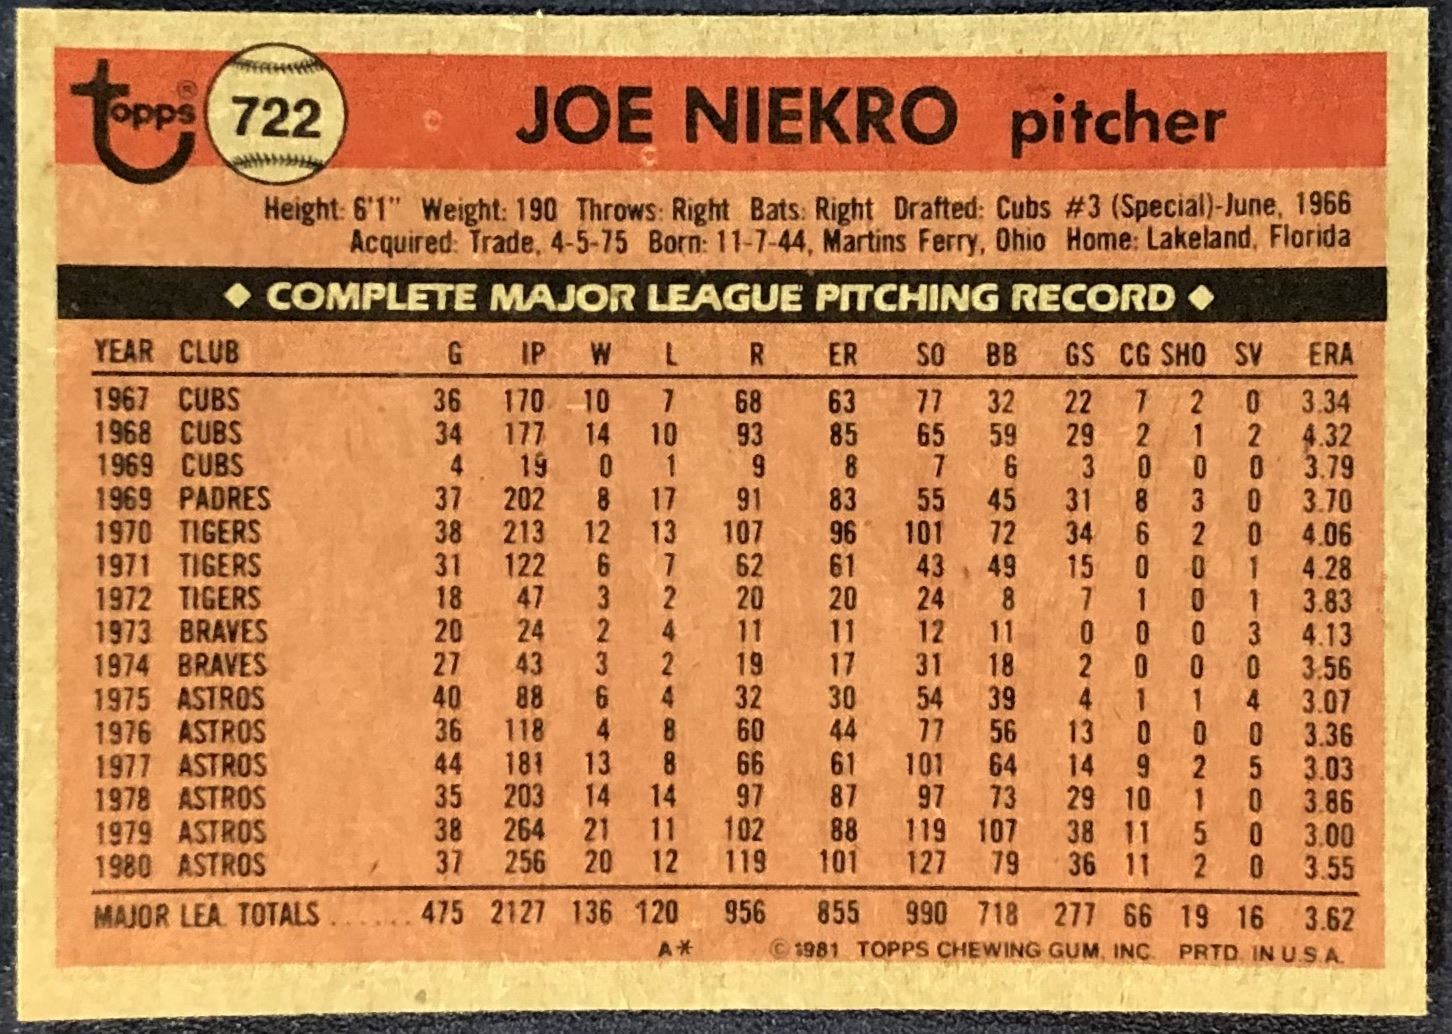 topps® 722 JOE NIEKRO pitcher
Height: 6'1" Weight: 190 Throws: Right Bats: Right Drafted: Cubs #3 (Special)-June, 1966
Acquired: Trade, 4-5-75 Born: 11-7-44, Martins Ferry, Ohio Home: Lakeland, Florida
◆ COMPLETE MAJOR LEAGUE PITCHING RECORD ◆
YEAR CLUB G IP W L R ER SO BB GS CG SHO SV ERA
1967 CUBS 36 170 10 7 68 63 77 32 22 7 2 0 3.34
1968 CUBS 34 177 14 10 93 85 65 59 29 2 1 2 4.32
1969 CUBS 4 19 0 1 9 8 7 6 3 0 0 0 3.79
1969 PADRES 37 202 8 17 91 83 55 45 31 8 3 0 3.70
1970 TIGERS 38 213 12 13 107 96 101 72 34 6 2 0 4.06
1971 TIGERS 31 122 6 7 62 61 43 49 15 0 0 1 4.28
1972 TIGERS 18 47 3 2 20 20 24 8 7 1 0 1 3.83
1973 BRAVES 20 24 2 4 11 11 12 11 0 0 0 3 4.13
1974 BRAVES 27 43 3 2 19 17 31 18 2 0 0 0 3.56
1975 ASTROS 40 88 6 4 32 30 54 39 4 1 1 4 3.07
1976 ASTROS 36 118 4 8 60 44 77 56 13 0 0 0 3.36
1977 ASTROS 44 181 13 8 66 61 101 64 14 9 2 5 3.03
1978 ASTROS 35 203 14 14 97 87 97 73 29 10 1 0 3.86
1979 ASTROS 38 264 21 11 102 88 119 107 38 11 5 0 3.00
1980 ASTROS 37 256 20 12 119 101 127 79 36 11 2 0 3.55
MAJOR LEA. TOTALS ...... 475 2127 136 120 956 855 990 718 277 66 19 16 3.62
A* © 1981 TOPPS CHEWING GUM, INC. PRTD. IN U.S.A.